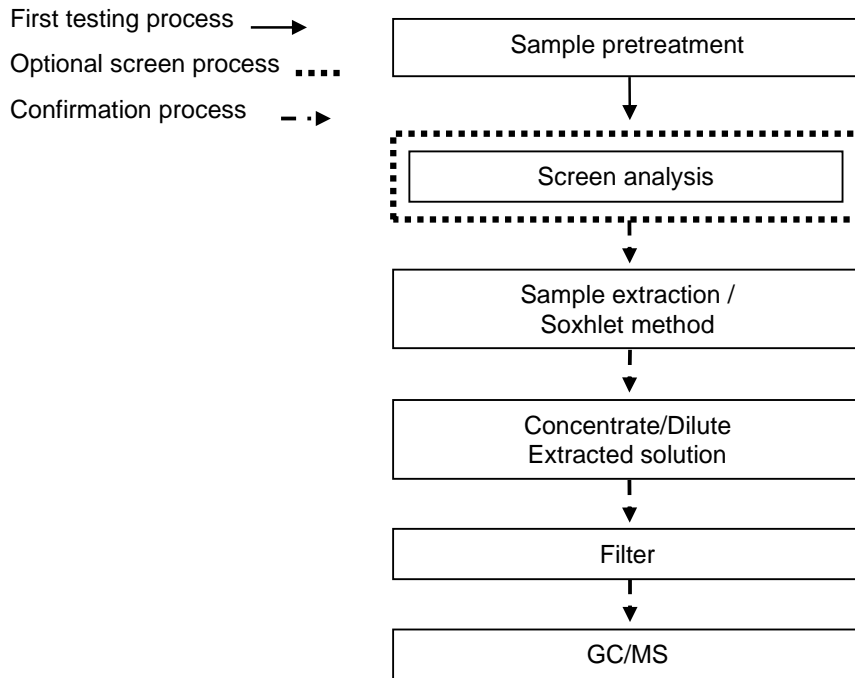 First testing process
Optional screen process
Confirmation process
Sample pretreatment
Screen analysis
Sample extraction /
Soxhlet method
Concentrate/Dilute
Extracted solution
Filter
GC/MS